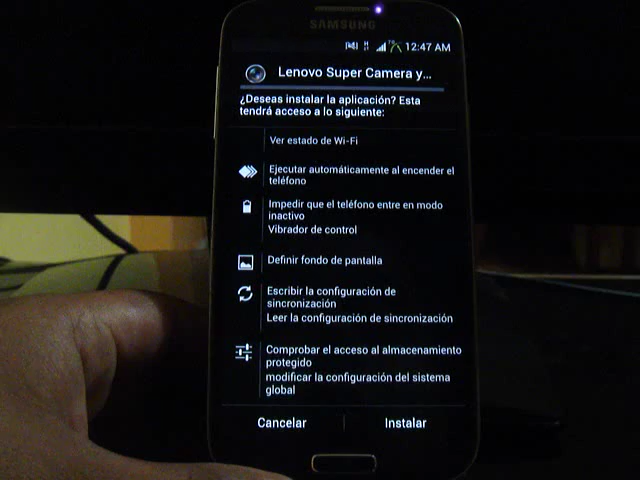 SAMSUNG
12:47 AM
Lenovo Super Camera y...
¿Deseas instalar la aplicación? Esta
tendrá acceso a lo siguiente:
Ver estado de Wi-Fi
Ejecutar automáticamente al encender el
teléfono
Impedir que el teléfono entre en modo
inactivo
Vibrador de control
Definir fondo de pantalla
Escribir la configuración de
sincronización
Leer la configuración de sincronización
Comprobar el acceso al almacenamiento
protegido
modificar la configuración del sistema
global
Cancelar
Instalar